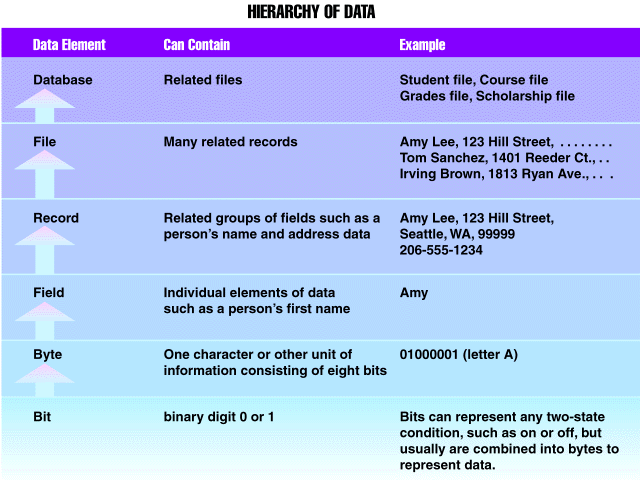 HIERARCHY OF DATA
Data Element Can Contain Example
Database Related files Student file, Course file
Grades file, Scholarship file
File Many related records Amy Lee, 123 Hill Street, . . . . . . . .
Tom Sanchez, 1401 Reeder Ct., . .
Irving Brown, 1813 Ryan Ave., . . .
Record Related groups of fields such as a Amy Lee, 123 Hill Street,
person's name and address data Seattle, WA, 99999
206-555-1234
Field Individual elements of data Amy
such as a person's first name
Byte One character or other unit of 01000001 (letter A)
information consisting of eight bits
Bit binary digit 0 or 1 Bits can represent any two-state
condition, such as on or off, but
usually are combined into bytes to
represent data.